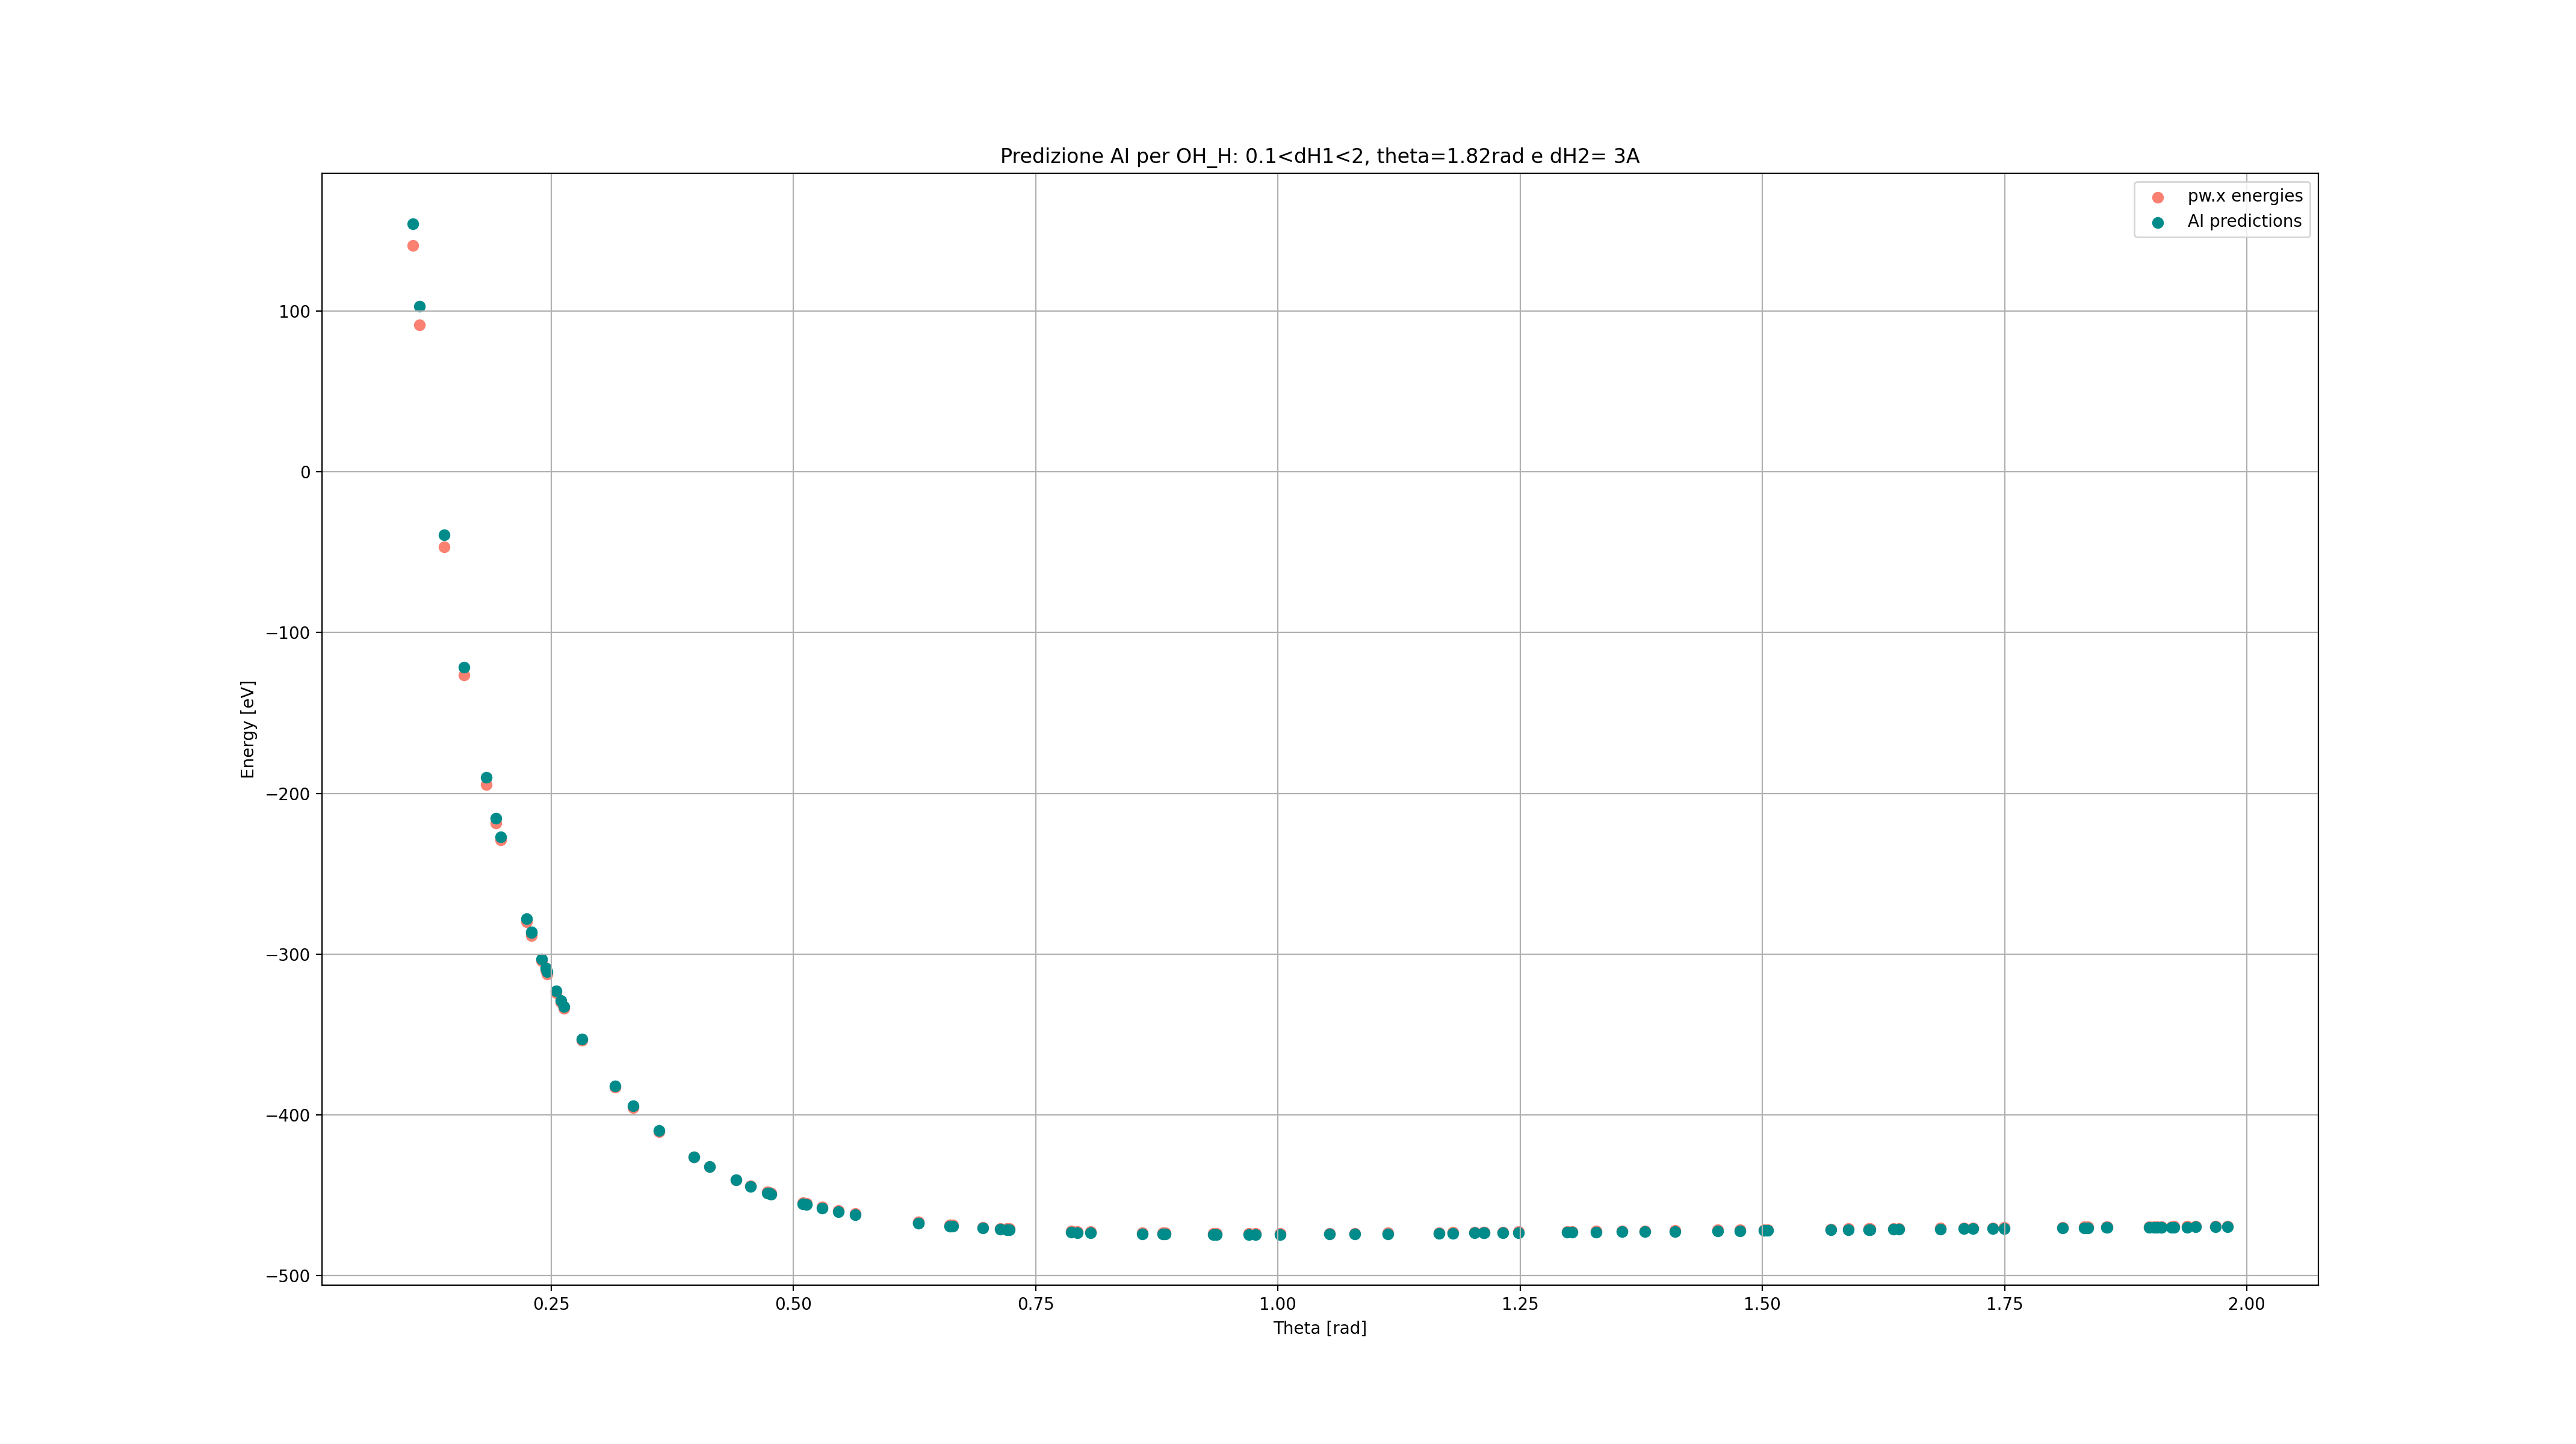 Predizione AI per OH_H: 0.1<dH1<2, theta=1.82rad e dH2= 3A
pw.x energies
AI predictions
Energy [eV]
100
0
−100
−200
−300
−400
−500
0.25 0.50 0.75 1.00 1.25 1.50 1.75 2.00
Theta [rad]